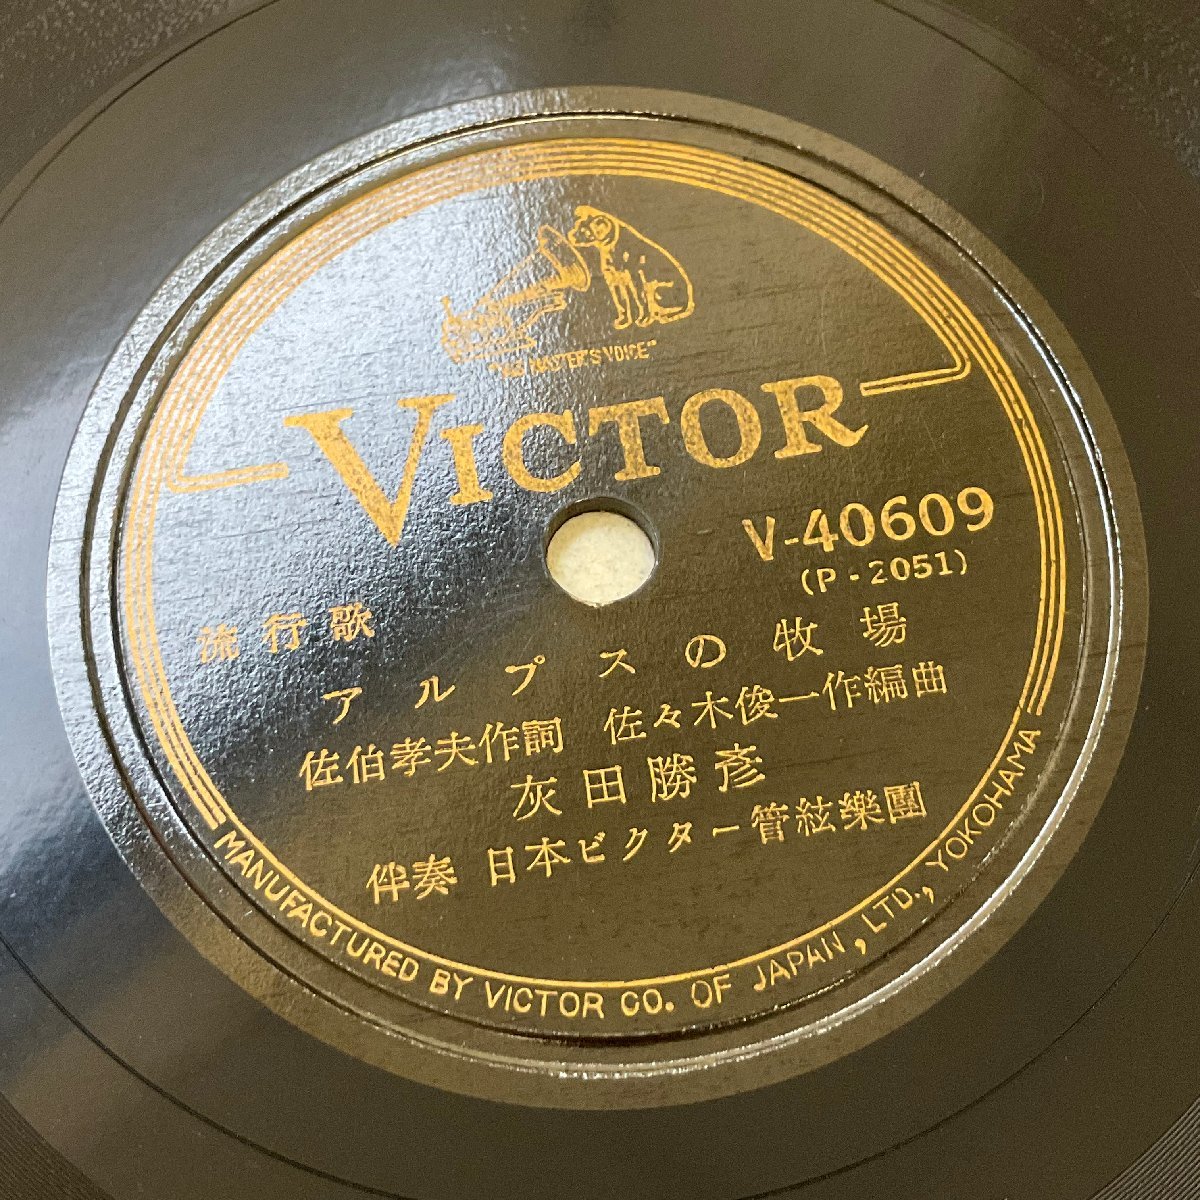 "HIS MASTER'S VOICE"
VICTOR
V-40609
(P-2051)
流行歌
アルプスの牧場
佐伯孝夫作詞 佐々木俊一作編曲
灰田勝彦
伴奏 日本ビクター管絃樂團
MANUFACTURED BY VICTOR CO. OF JAPAN, LTD., YOKOHAMA